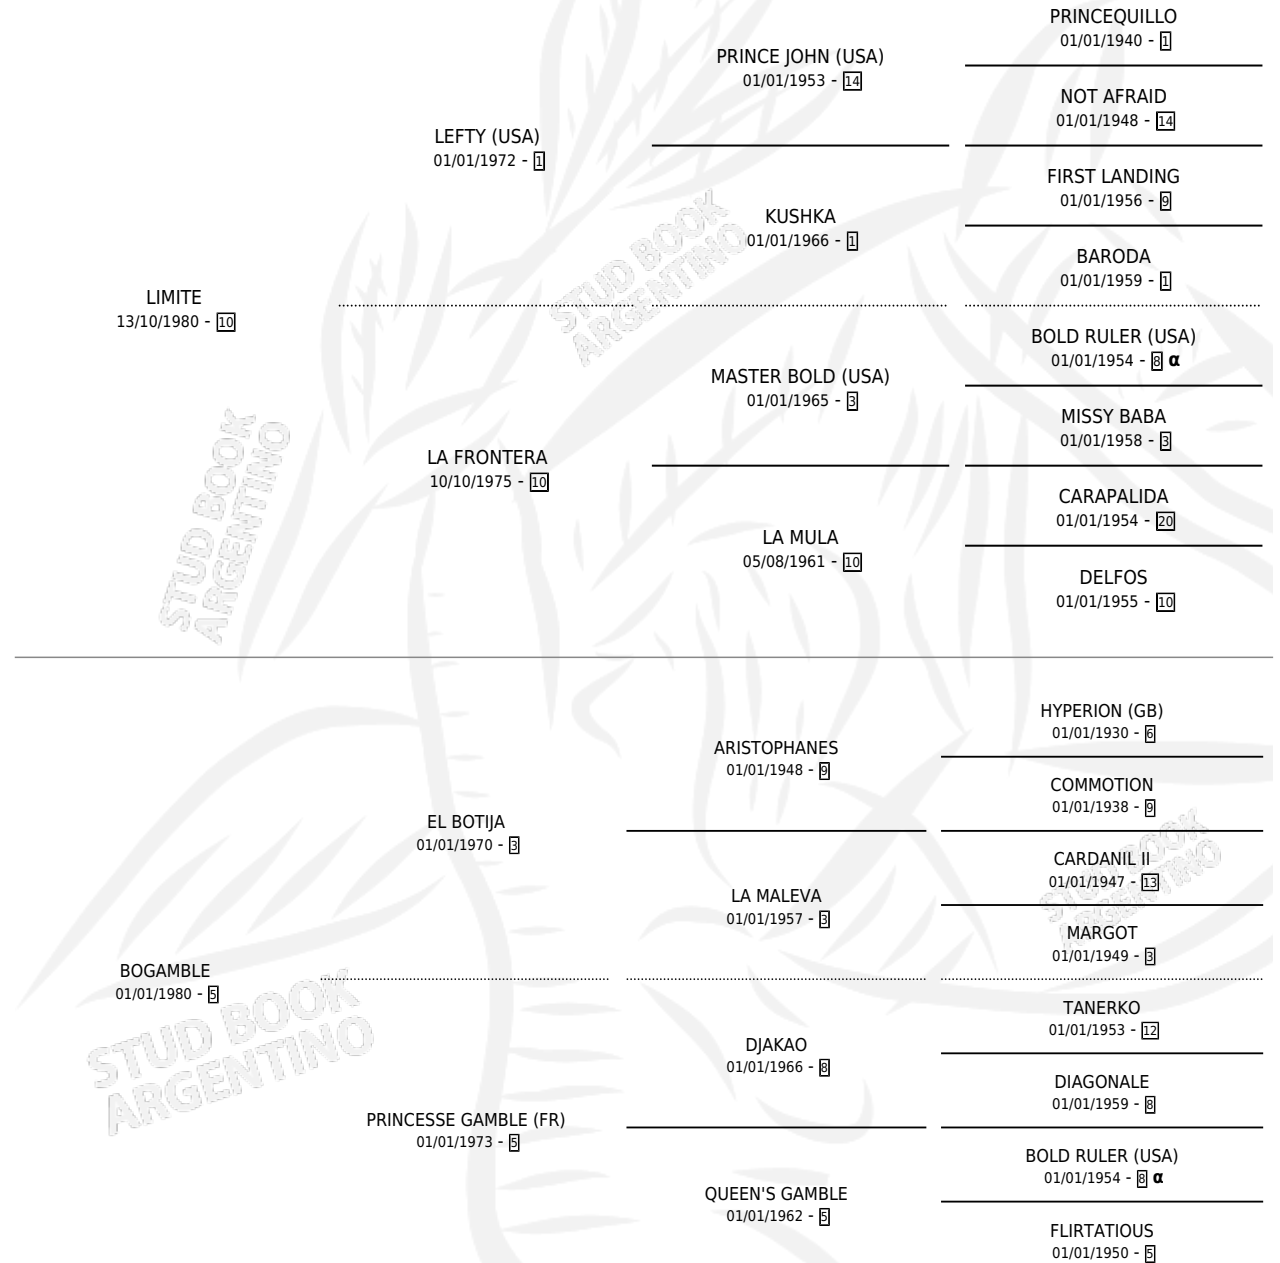 PRINCEQUILLO
01/01/1940 - 1
PRINCE JOHN (USA)
01/01/1953 - 14
NOT AFRAID
01/01/1948 - 14
LEFTY (USA)
01/01/1972 - 1
FIRST LANDING
01/01/1956 - 9
KUSHKA
01/01/1966 - 1
BARODA
01/01/1959 - 1
LIMITE
13/10/1980 - 10
BOLD RULER (USA)
01/01/1954 - 8 α
MASTER BOLD (USA)
01/01/1965 - 3
MISSY BABA
01/01/1958 - 3
LA FRONTERA
10/10/1975 - 10
CARAPALIDA
01/01/1954 - 20
LA MULA
05/08/1961 - 10
DELFOS
01/01/1955 - 10
HYPERION (GB)
01/01/1930 - 6
ARISTOPHANES
01/01/1948 - 9
COMMOTION
01/01/1938 - 9
EL BOTIJA
01/01/1970 - 3
CARDANIL II
01/01/1947 - 13
LA MALEVA
01/01/1957 - 3
MARGOT
01/01/1949 - 3
BOGAMBLE
01/01/1980 - 5
TANERKO
01/01/1953 - 12
DJAKAO
01/01/1966 - 8
DIAGONALE
01/01/1959 - 8
PRINCESSE GAMBLE (FR)
01/01/1973 - 5
BOLD RULER (USA)
01/01/1954 - 8 α
QUEEN'S GAMBLE
01/01/1962 - 5
FLIRTATIOUS
01/01/1950 - 5
STUD BOOK
ARGENTINO
STUD BOOK
ARGENTINO
STUD BOOK
ARGENTINO
STUD BOOK
ARGENTINO